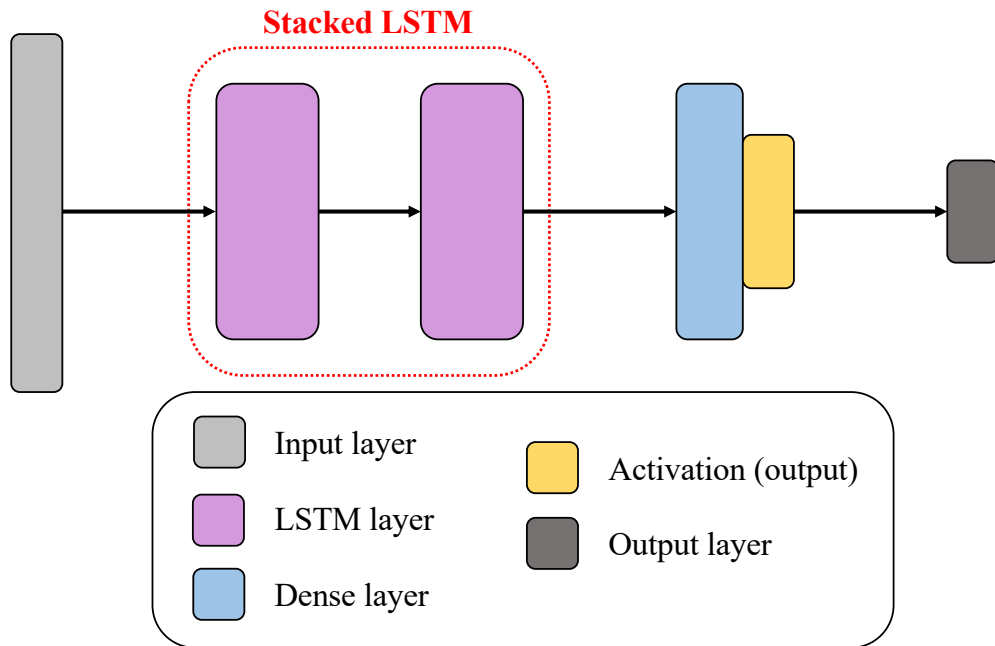 Stacked LSTM
Input layer
LSTM layer
Dense layer
Activation (output)
Output layer